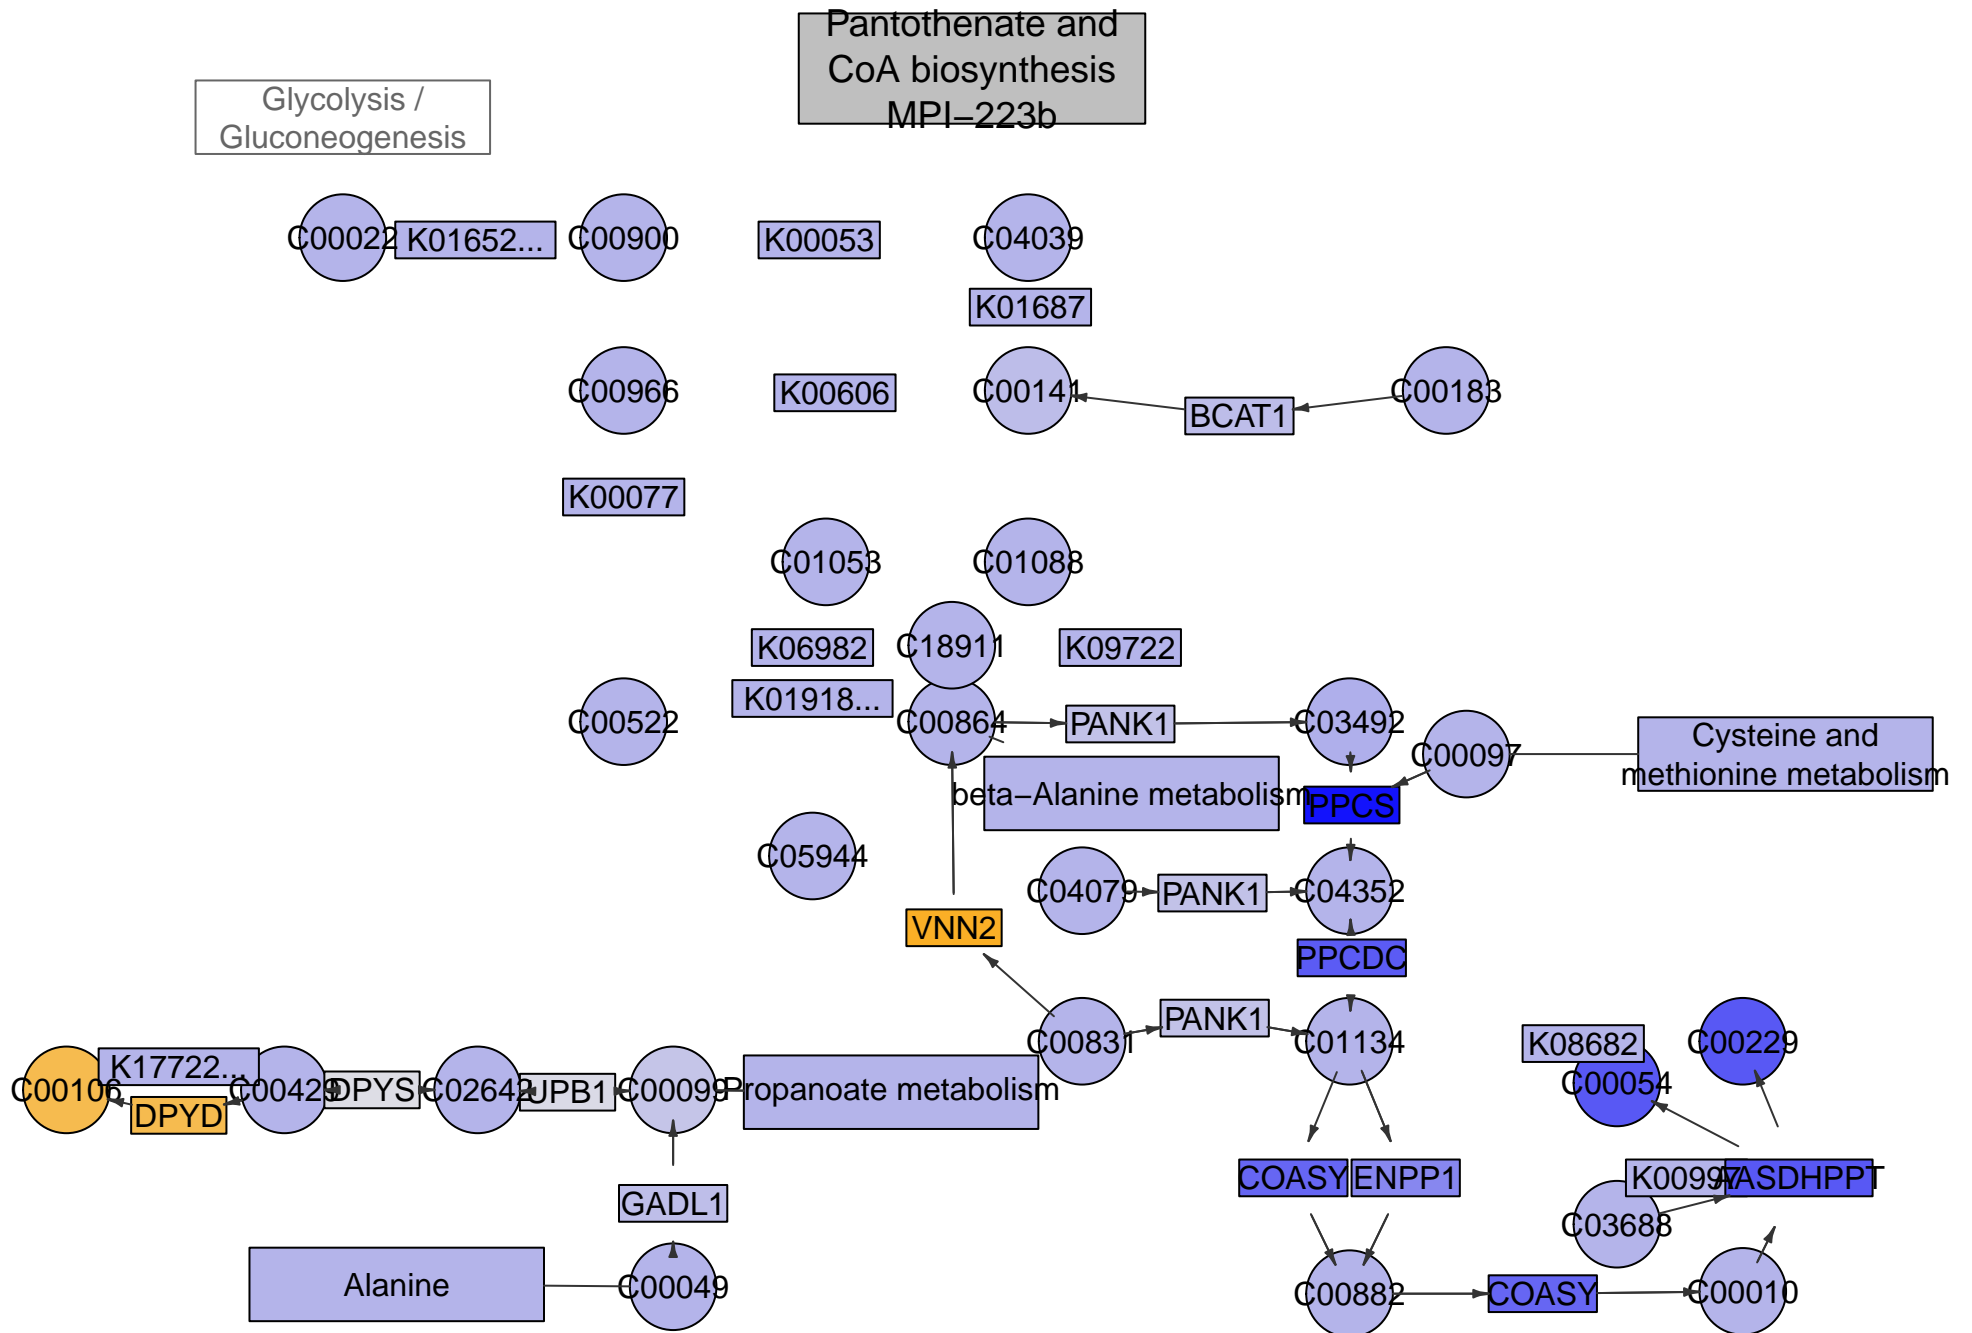 Pantothenate and
CoA biosynthesis
MPI−223b
Glycolysis /
Gluconeogenesis
C00022
K01652...
C00900
K00053
C04039
K01687
C00966
K00606
C00141
BCAT1
C00183
K00077
C01053
C01088
K06982
C18911
K09722
K01918...
C00522
C00864
PANK1
C03492
C00097
Cysteine and
methionine metabolism
beta−Alanine metabolism
PPCS
C05944
C04079
PANK1
C04352
VNN2
PPCDC
C00831
PANK1
C01134
K08682
C00229
C00054
C00106
K17722...
DPYD
C00429
DPYS
C02642
UPB1
C00099
Propanoate metabolism
COASY
ENPP1
K00997
AASDHPPT
GADL1
C03688
Alanine
C00049
C00882
COASY
C00010